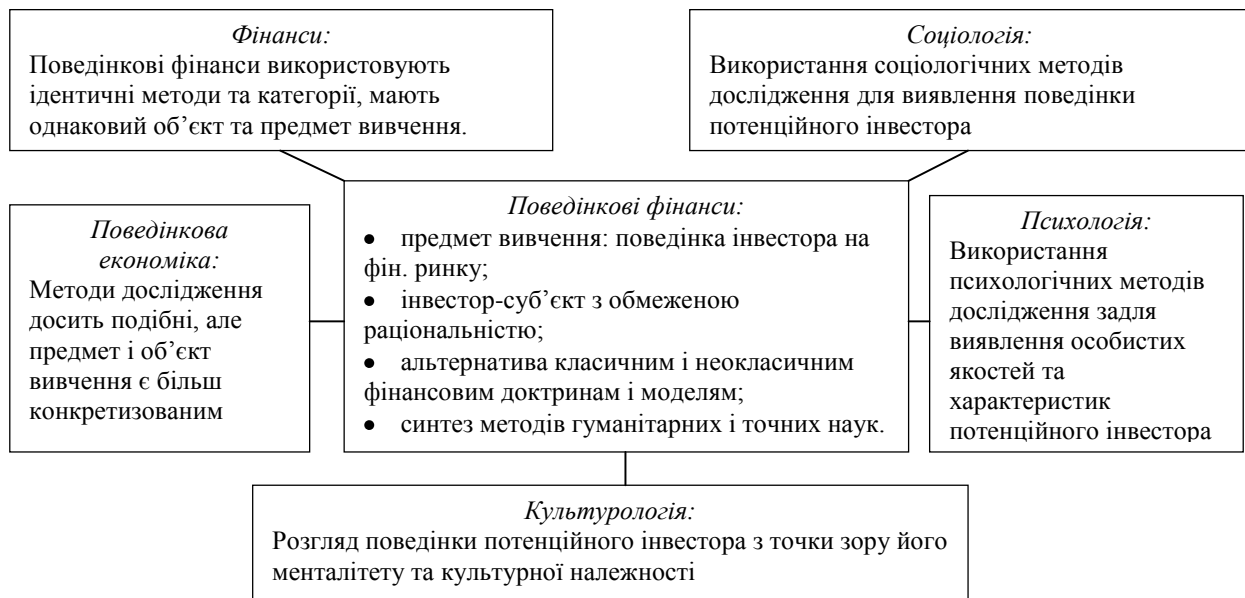 Фінанси:
Поведінкові фінанси використовують
ідентичні методи та категорії, мають
однаковий об’єкт та предмет вивчення.
Соціологія:
Використання соціологічних методів
дослідження для виявлення поведінки
потенційного інвестора
Поведінкова
економіка:
Методи дослідження
досить подібні, але
предмет і об’єкт
вивчення є більш
конкретизованим
Поведінкові фінанси:
• предмет вивчення: поведінка інвестора на
фін. ринку;
• інвестор-суб’єкт з обмеженою
раціональністю;
• альтернатива класичним і неокласичним
фінансовим доктринам і моделям;
• синтез методів гуманітарних і точних наук.
Психологія:
Використання
психологічних методів
дослідження задля
виявлення особистих
якостей та
характеристик
потенційного інвестора
Культурологія:
Розгляд поведінки потенційного інвестора з точки зору його
менталітету та культурної належності